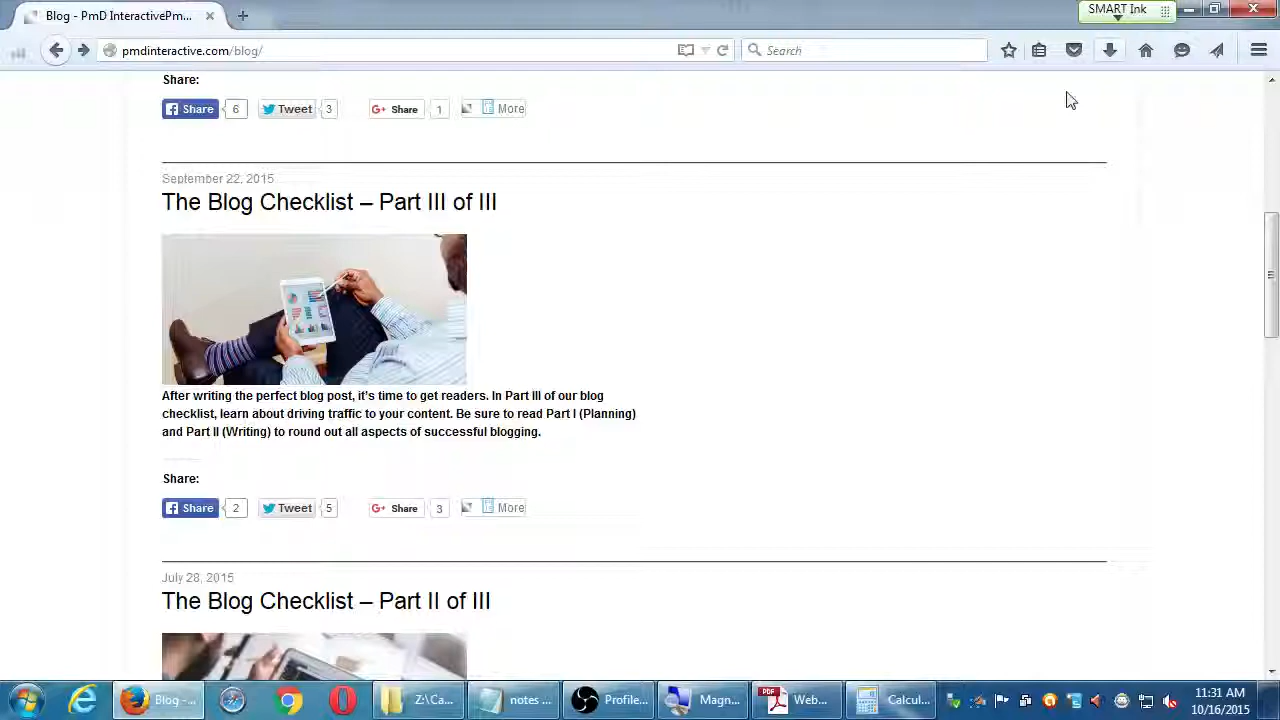 Blog - PmD InteractivePm...
SMART Ink
pmdinteractive.com/blog/
Search
Share:
Share 6 Tweet 3 G+ Share 1 More
September 22, 2015
The Blog Checklist – Part III of III
After writing the perfect blog post, it's time to get readers. In Part III of our blog
checklist, learn about driving traffic to your content. Be sure to read Part I (Planning)
and Part II (Writing) to round out all aspects of successful blogging.
Share:
Share 2 Tweet 5 G+ Share 3 More
July 28, 2015
The Blog Checklist – Part II of III
Blog -... Z:\Ca... notes ... Profile... Magn... PDF Web... Calcul...
11:31 AM
10/16/2015